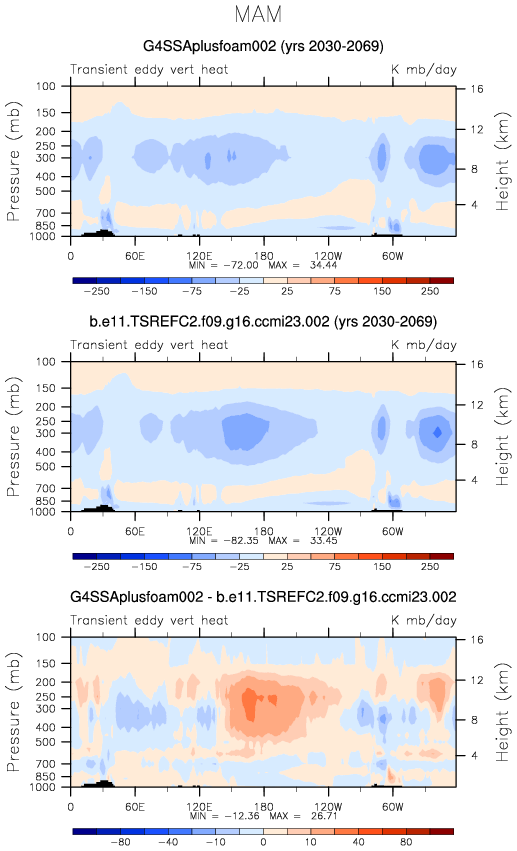 MAM
G4SSAplusfoam002 (yrs 2030-2069)
Transient eddy vert heat K mb/day
Pressure (mb)
100
150
200
250
300
400
500
700
850
1000
Height (km)
16
12
8
4
0 60E 120E 180 120W 60W
MIN = -72.00 MAX = 34.44
-250 -150 -75 -25 25 75 150 250
b.e11.TSREFC2.f09.g16.ccmi23.002 (yrs 2030-2069)
Transient eddy vert heat K mb/day
Pressure (mb)
100
150
200
250
300
400
500
700
850
1000
Height (km)
16
12
8
4
0 60E 120E 180 120W 60W
MIN = -82.35 MAX = 33.45
-250 -150 -75 -25 25 75 150 250
G4SSAplusfoam002 - b.e11.TSREFC2.f09.g16.ccmi23.002
Transient eddy vert heat K mb/day
Pressure (mb)
100
150
200
250
300
400
500
700
850
1000
Height (km)
16
12
8
4
0 60E 120E 180 120W 60W
MIN = -12.36 MAX = 26.71
-80 -40 -10 0 10 40 80